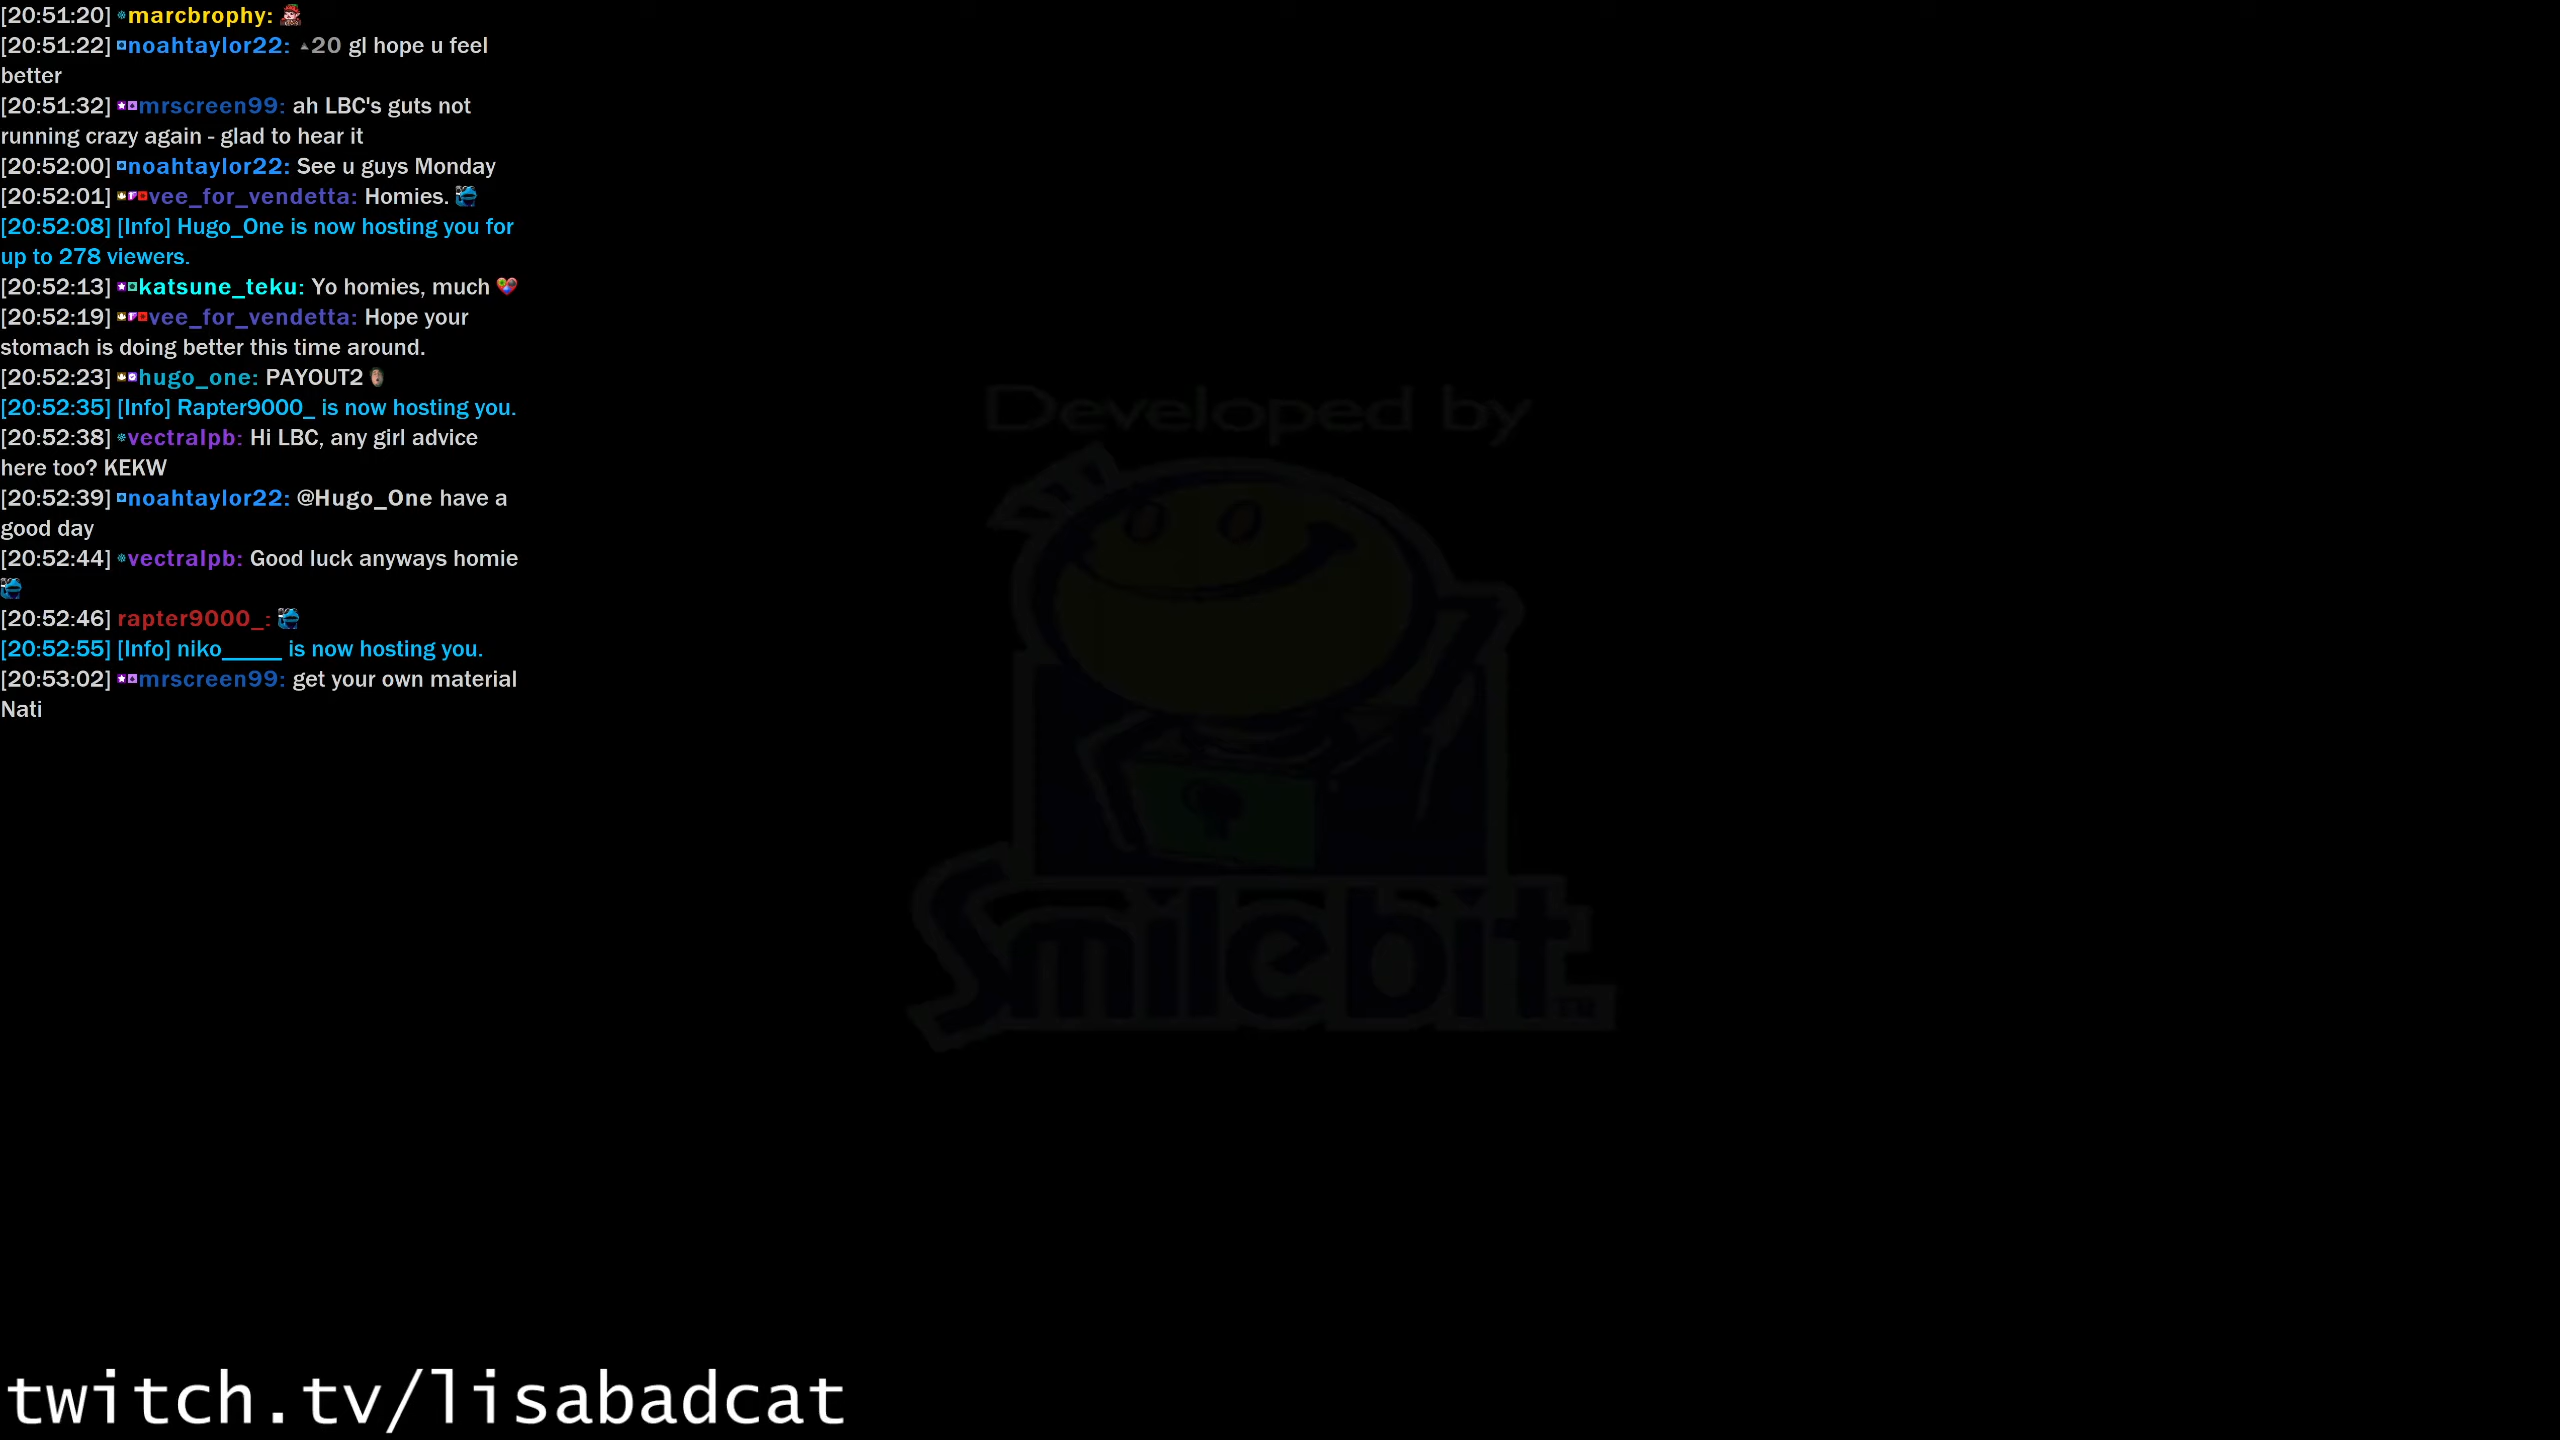 [20:51:20] marcbrophy:
[20:51:22] noahtaylor22: 20 gl hope u feel
better
[20:51:32] mrscreen99: ah LBC's guts not
running crazy again - glad to hear it
[20:52:00] noahtaylor22: See u guys Monday
[20:52:01] vee_for_vendetta: Homies.
[20:52:08] [Info] Hugo_One is now hosting you for
up to 278 viewers.
[20:52:13] katsune_teku: Yo homies, much
[20:52:19] vee_for_vendetta: Hope your
stomach is doing better this time around.
[20:52:23] hugo_one: PAYOUT2
[20:52:35] [Info] Rapter9000_ is now hosting you.
[20:52:38] vectralpb: Hi LBC, any girl advice
here too? KEKW
[20:52:39] noahtaylor22: @Hugo_One have a
good day
[20:52:44] vectralpb: Good luck anyways homie
[20:52:46] rapter9000_:
[20:52:55] [Info] niko_____ is now hosting you.
[20:53:02] mrscreen99: get your own material
Nati
Developed by
Smilebit
TM
twitch.tv/lisabadcat